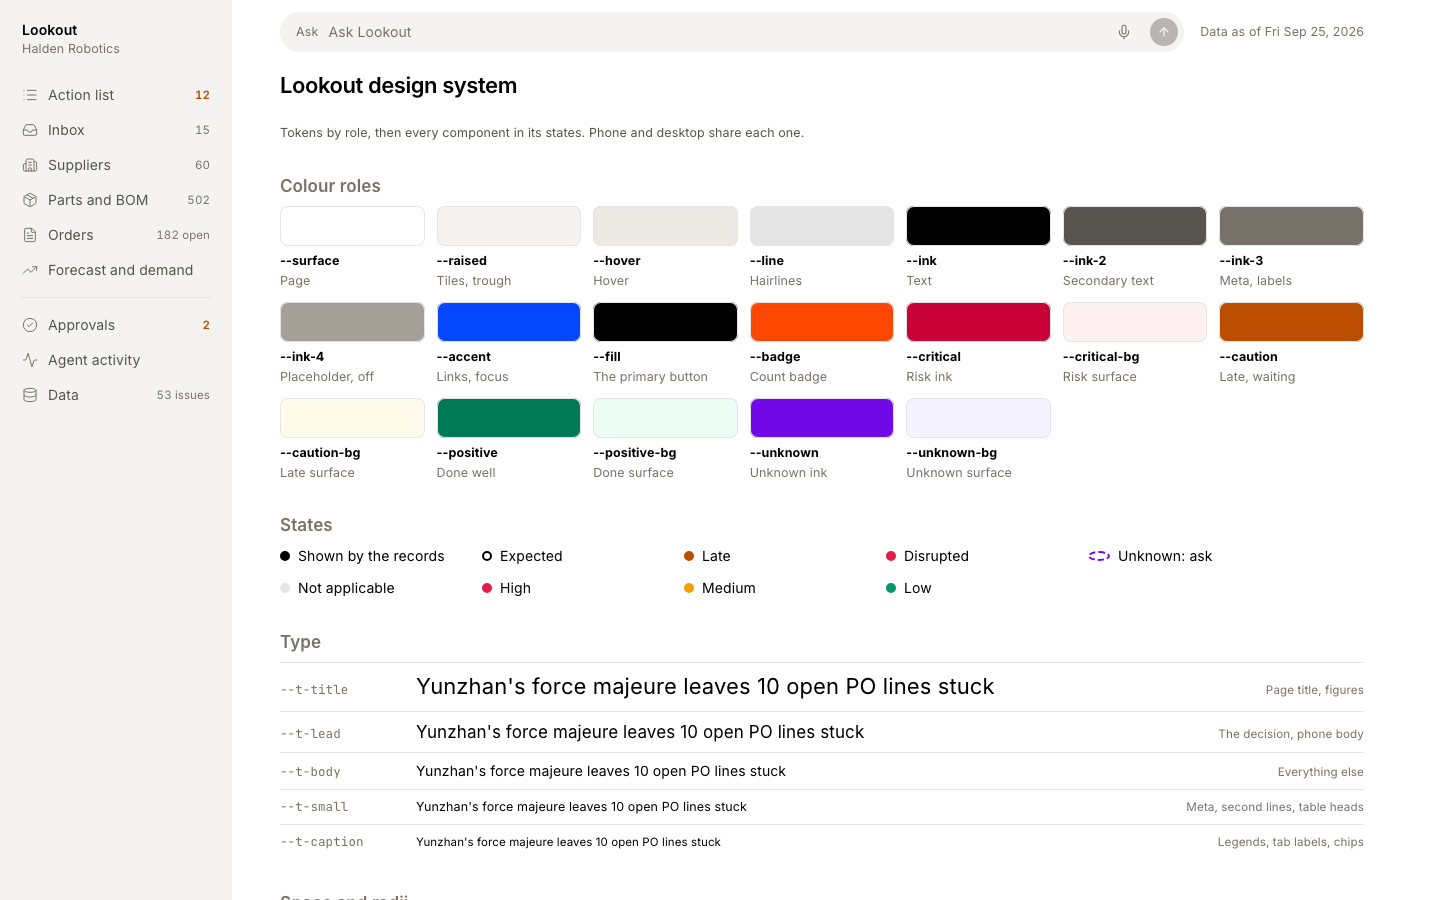 Lookout
Halden Robotics
Action list 12
Inbox 15
Suppliers 60
Parts and BOM 502
Orders 182 open
Forecast and demand
Approvals 2
Agent activity
Data 53 issues
Ask Ask Lookout
Data as of Fri Sep 25, 2026
Lookout design system
Tokens by role, then every component in its states. Phone and desktop share each one.
Colour roles
--surface --raised --hover --line --ink --ink-2 --ink-3
Page Tiles, trough Hover Hairlines Text Secondary text Meta, labels
--ink-4 --accent --fill --badge --critical --critical-bg --caution
Placeholder, off Links, focus The primary button Count badge Risk ink Risk surface Late, waiting
--caution-bg --positive --positive-bg --unknown --unknown-bg
Late surface Done well Done surface Unknown ink Unknown surface
States
Shown by the records Expected Late Disrupted Unknown: ask
Not applicable High Medium Low
Type
--t-title Yunzhan's force majeure leaves 10 open PO lines stuck Page title, figures
--t-lead Yunzhan's force majeure leaves 10 open PO lines stuck The decision, phone body
--t-body Yunzhan's force majeure leaves 10 open PO lines stuck Everything else
--t-small Yunzhan's force majeure leaves 10 open PO lines stuck Meta, second lines, table heads
--t-caption Yunzhan's force majeure leaves 10 open PO lines stuck Legends, tab labels, chips